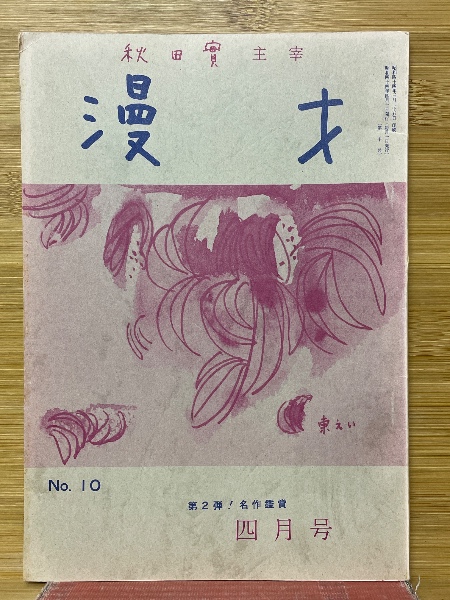 秋田實主宰
漫才
東えい
No. 10
第2弾!名作鑑賞
四月号